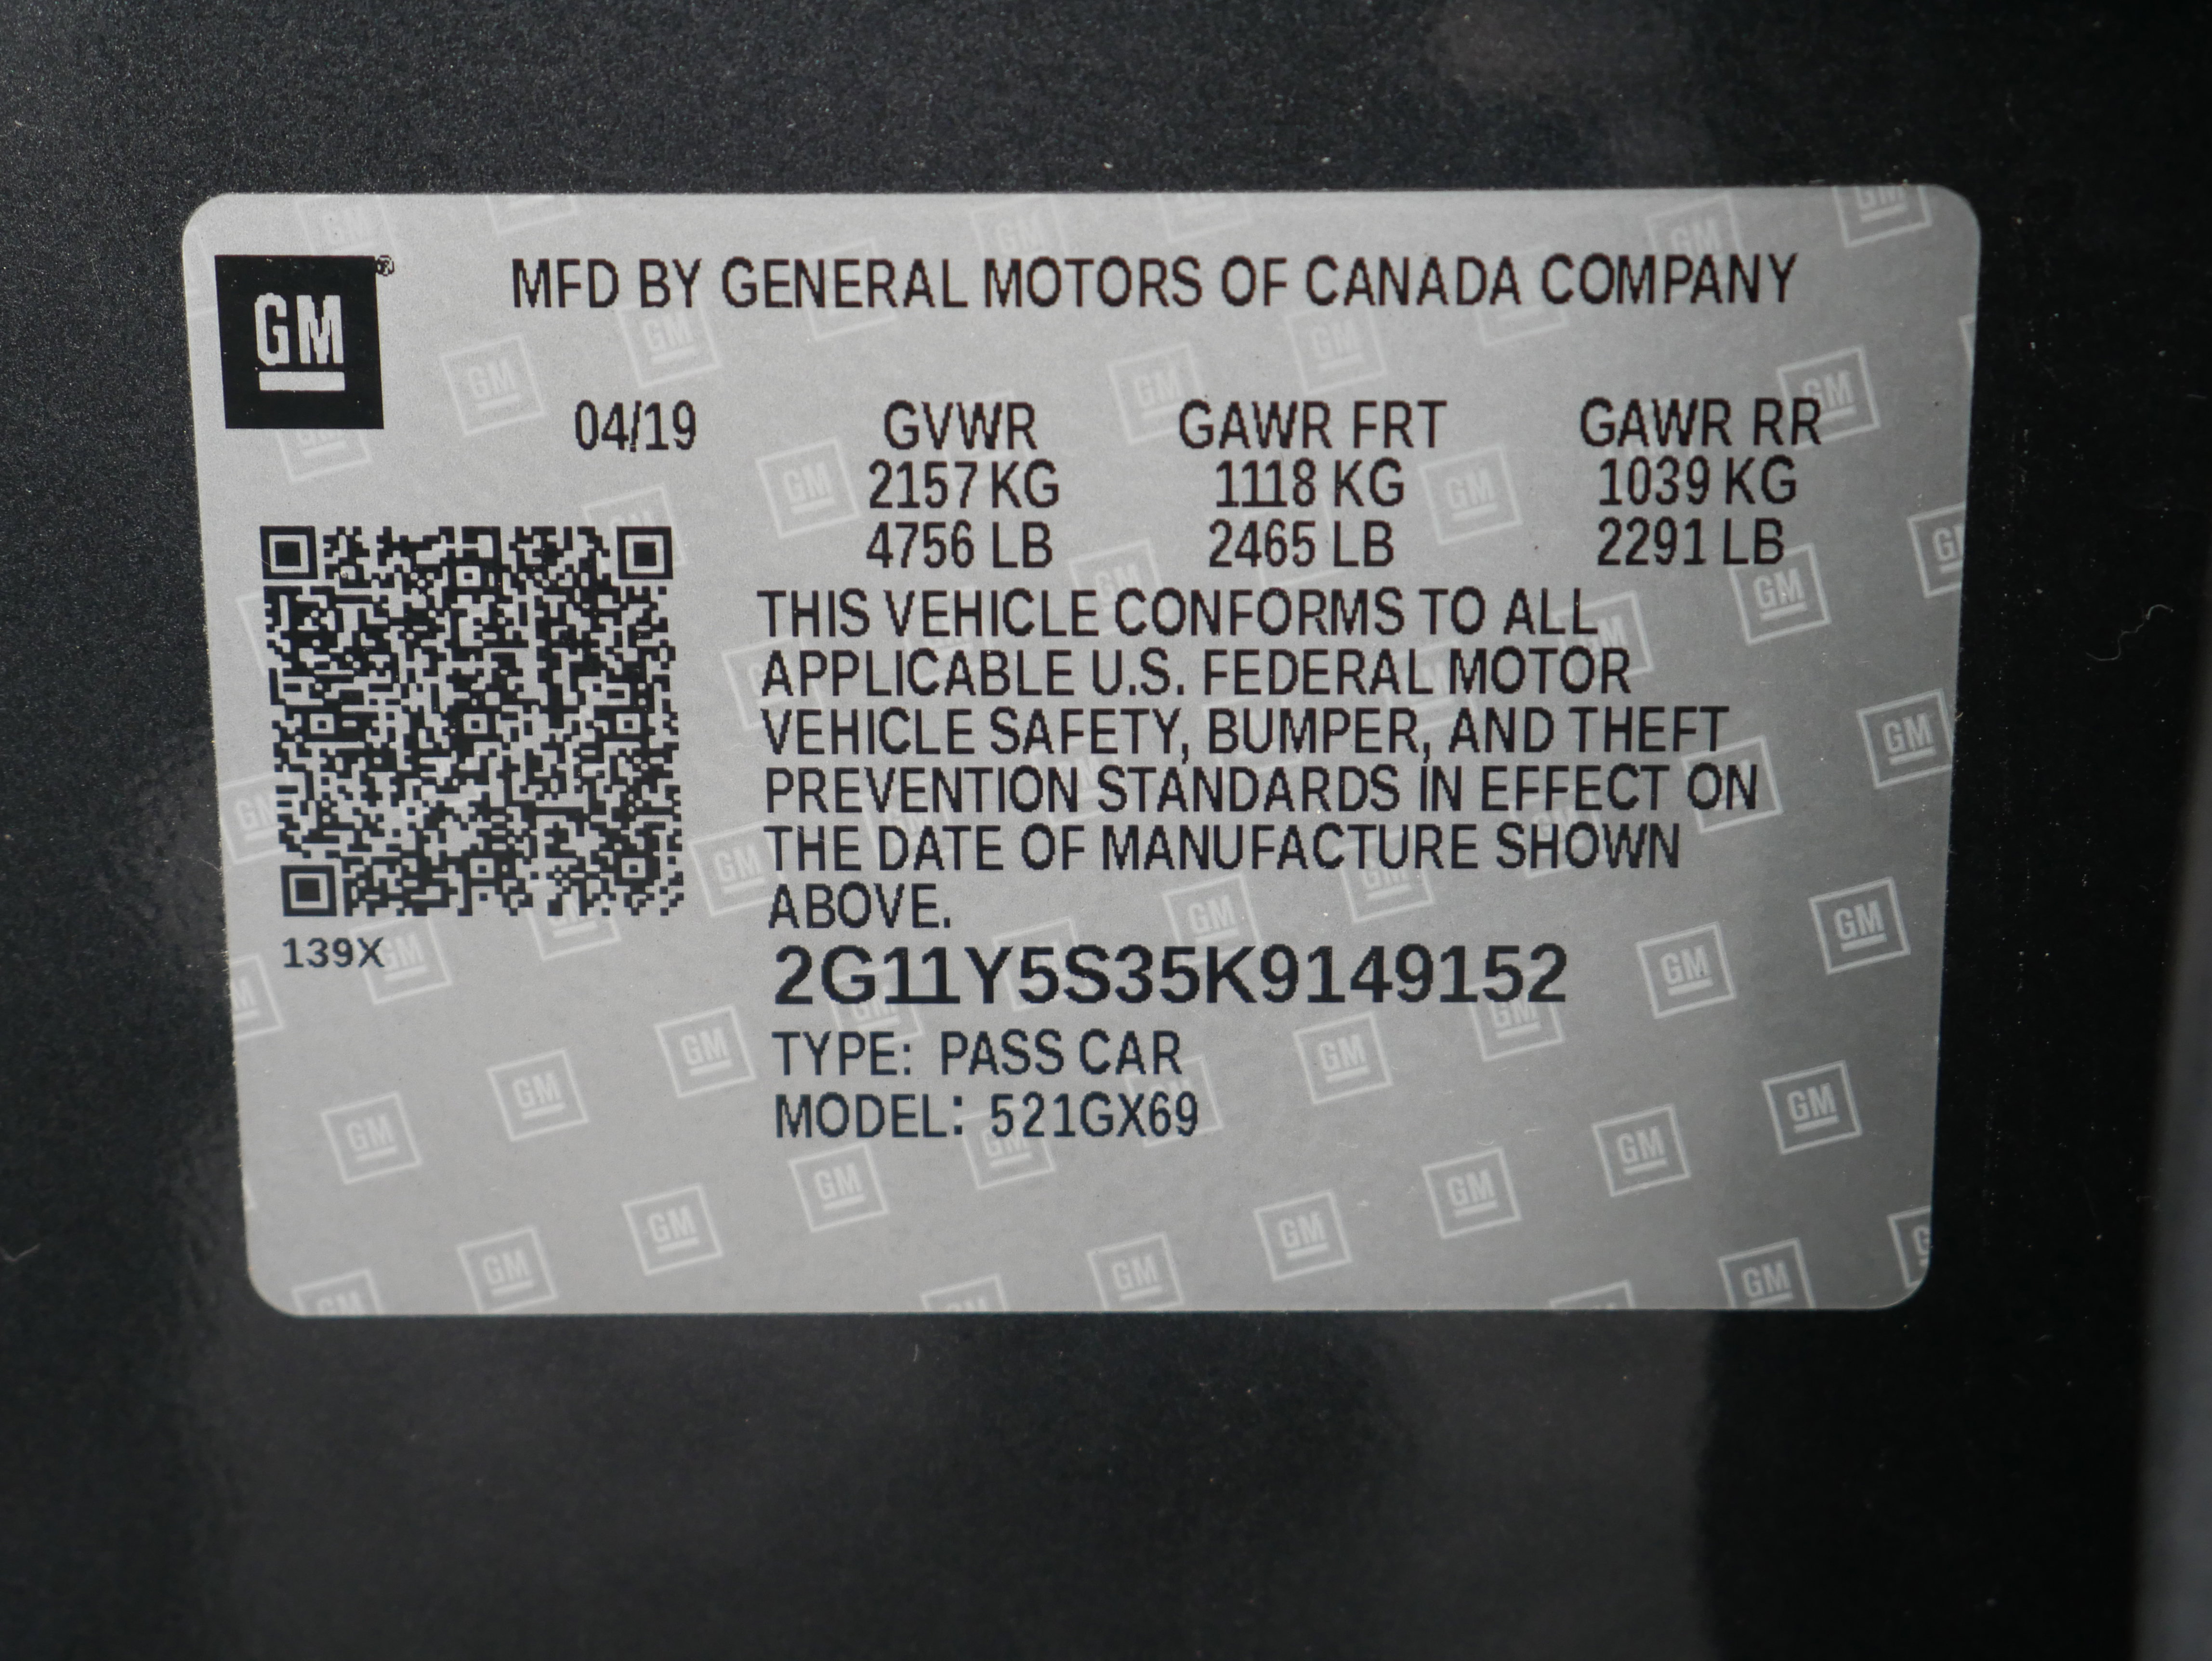 GM®
MFD BY GENERAL MOTORS OF CANADA COMPANY
04/19 GVWR GAWR FRT GAWR RR
2157 KG 1118 KG 1039 KG
4756 LB 2465 LB 2291 LB
THIS VEHICLE CONFORMS TO ALL
APPLICABLE U.S. FEDERAL MOTOR
VEHICLE SAFETY, BUMPER, AND THEFT
PREVENTION STANDARDS IN EFFECT ON
THE DATE OF MANUFACTURE SHOWN
ABOVE.
139X
2G11Y5S35K9149152
TYPE: PASS CAR
MODEL: 521GX69